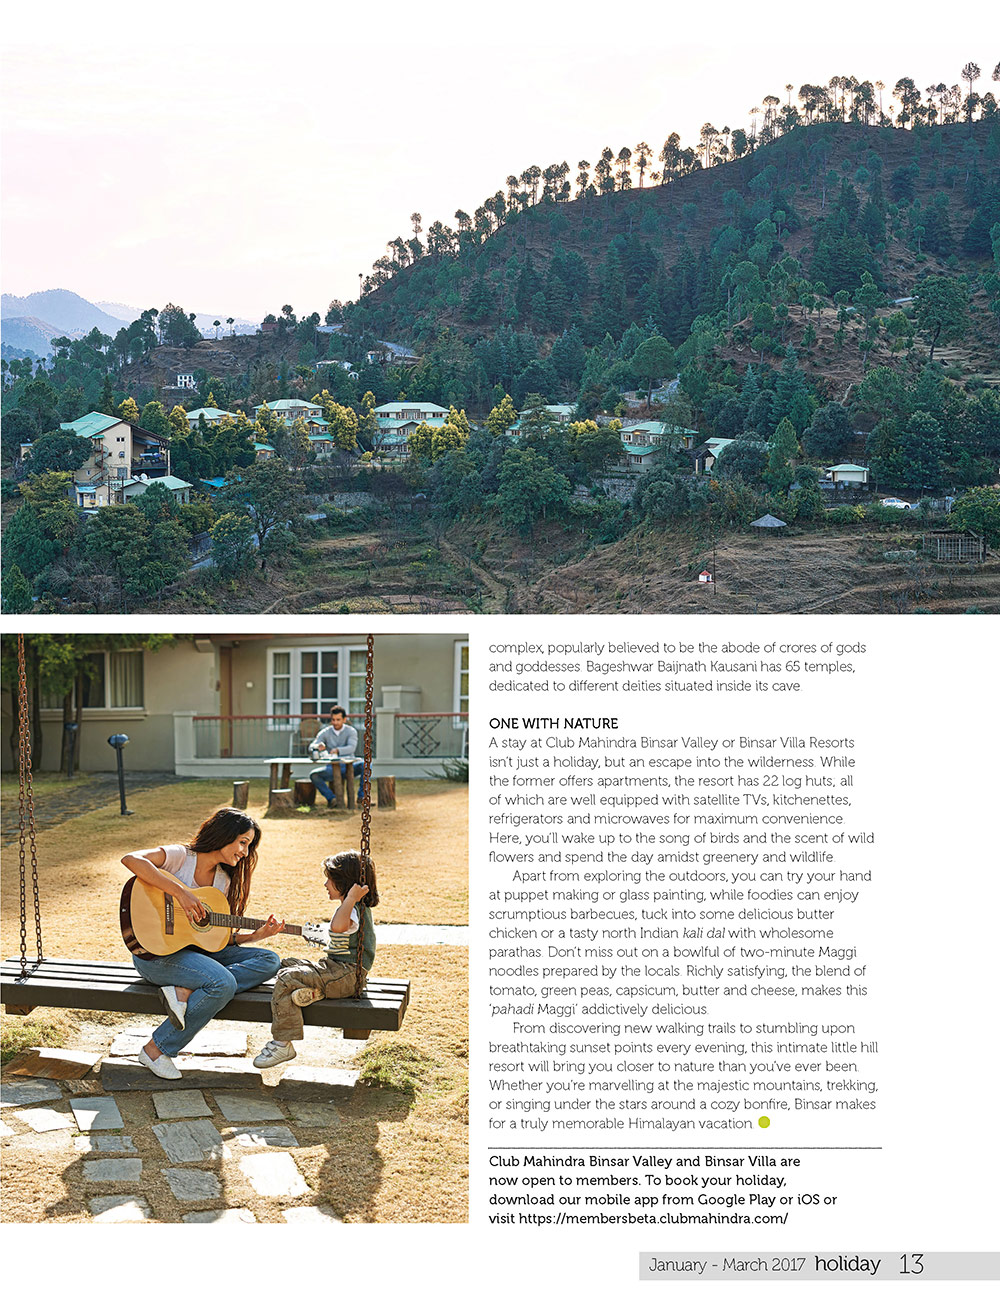 complex, popularly believed to be the abode of crores of gods
and goddesses. Bageshwar Baijnath Kausani has 65 temples,
dedicated to different deities situated inside its cave.
ONE WITH NATURE
A stay at Club Mahindra Binsar Valley or Binsar Villa Resorts
isn't just a holiday, but an escape into the wilderness. While
the former offers apartments, the resort has 22 log huts; all
of which are well equipped with satellite TVs, kitchenettes,
refrigerators and microwaves for maximum convenience.
Here, you'll wake up to the song of birds and the scent of wild
flowers and spend the day amidst greenery and wildlife.
Apart from exploring the outdoors, you can try your hand
at puppet making or glass painting, while foodies can enjoy
scrumptious barbecues, tuck into some delicious butter
chicken or a tasty north Indian kali dal with wholesome
parathas. Don't miss out on a bowlful of two-minute Maggi
noodles prepared by the locals. Richly satisfying, the blend of
tomato, green peas, capsicum, butter and cheese, makes this
'pahadi Maggi' addictively delicious.
From discovering new walking trails to stumbling upon
breathtaking sunset points every evening, this intimate little hill
resort will bring you closer to nature than you've ever been.
Whether you're marvelling at the majestic mountains, trekking,
or singing under the stars around a cozy bonfire, Binsar makes
for a truly memorable Himalayan vacation.
Club Mahindra Binsar Valley and Binsar Villa are
now open to members. To book your holiday,
download our mobile app from Google Play or iOS or
visit https://membersbeta.clubmahindra.com/
January - March 2017 holiday 13